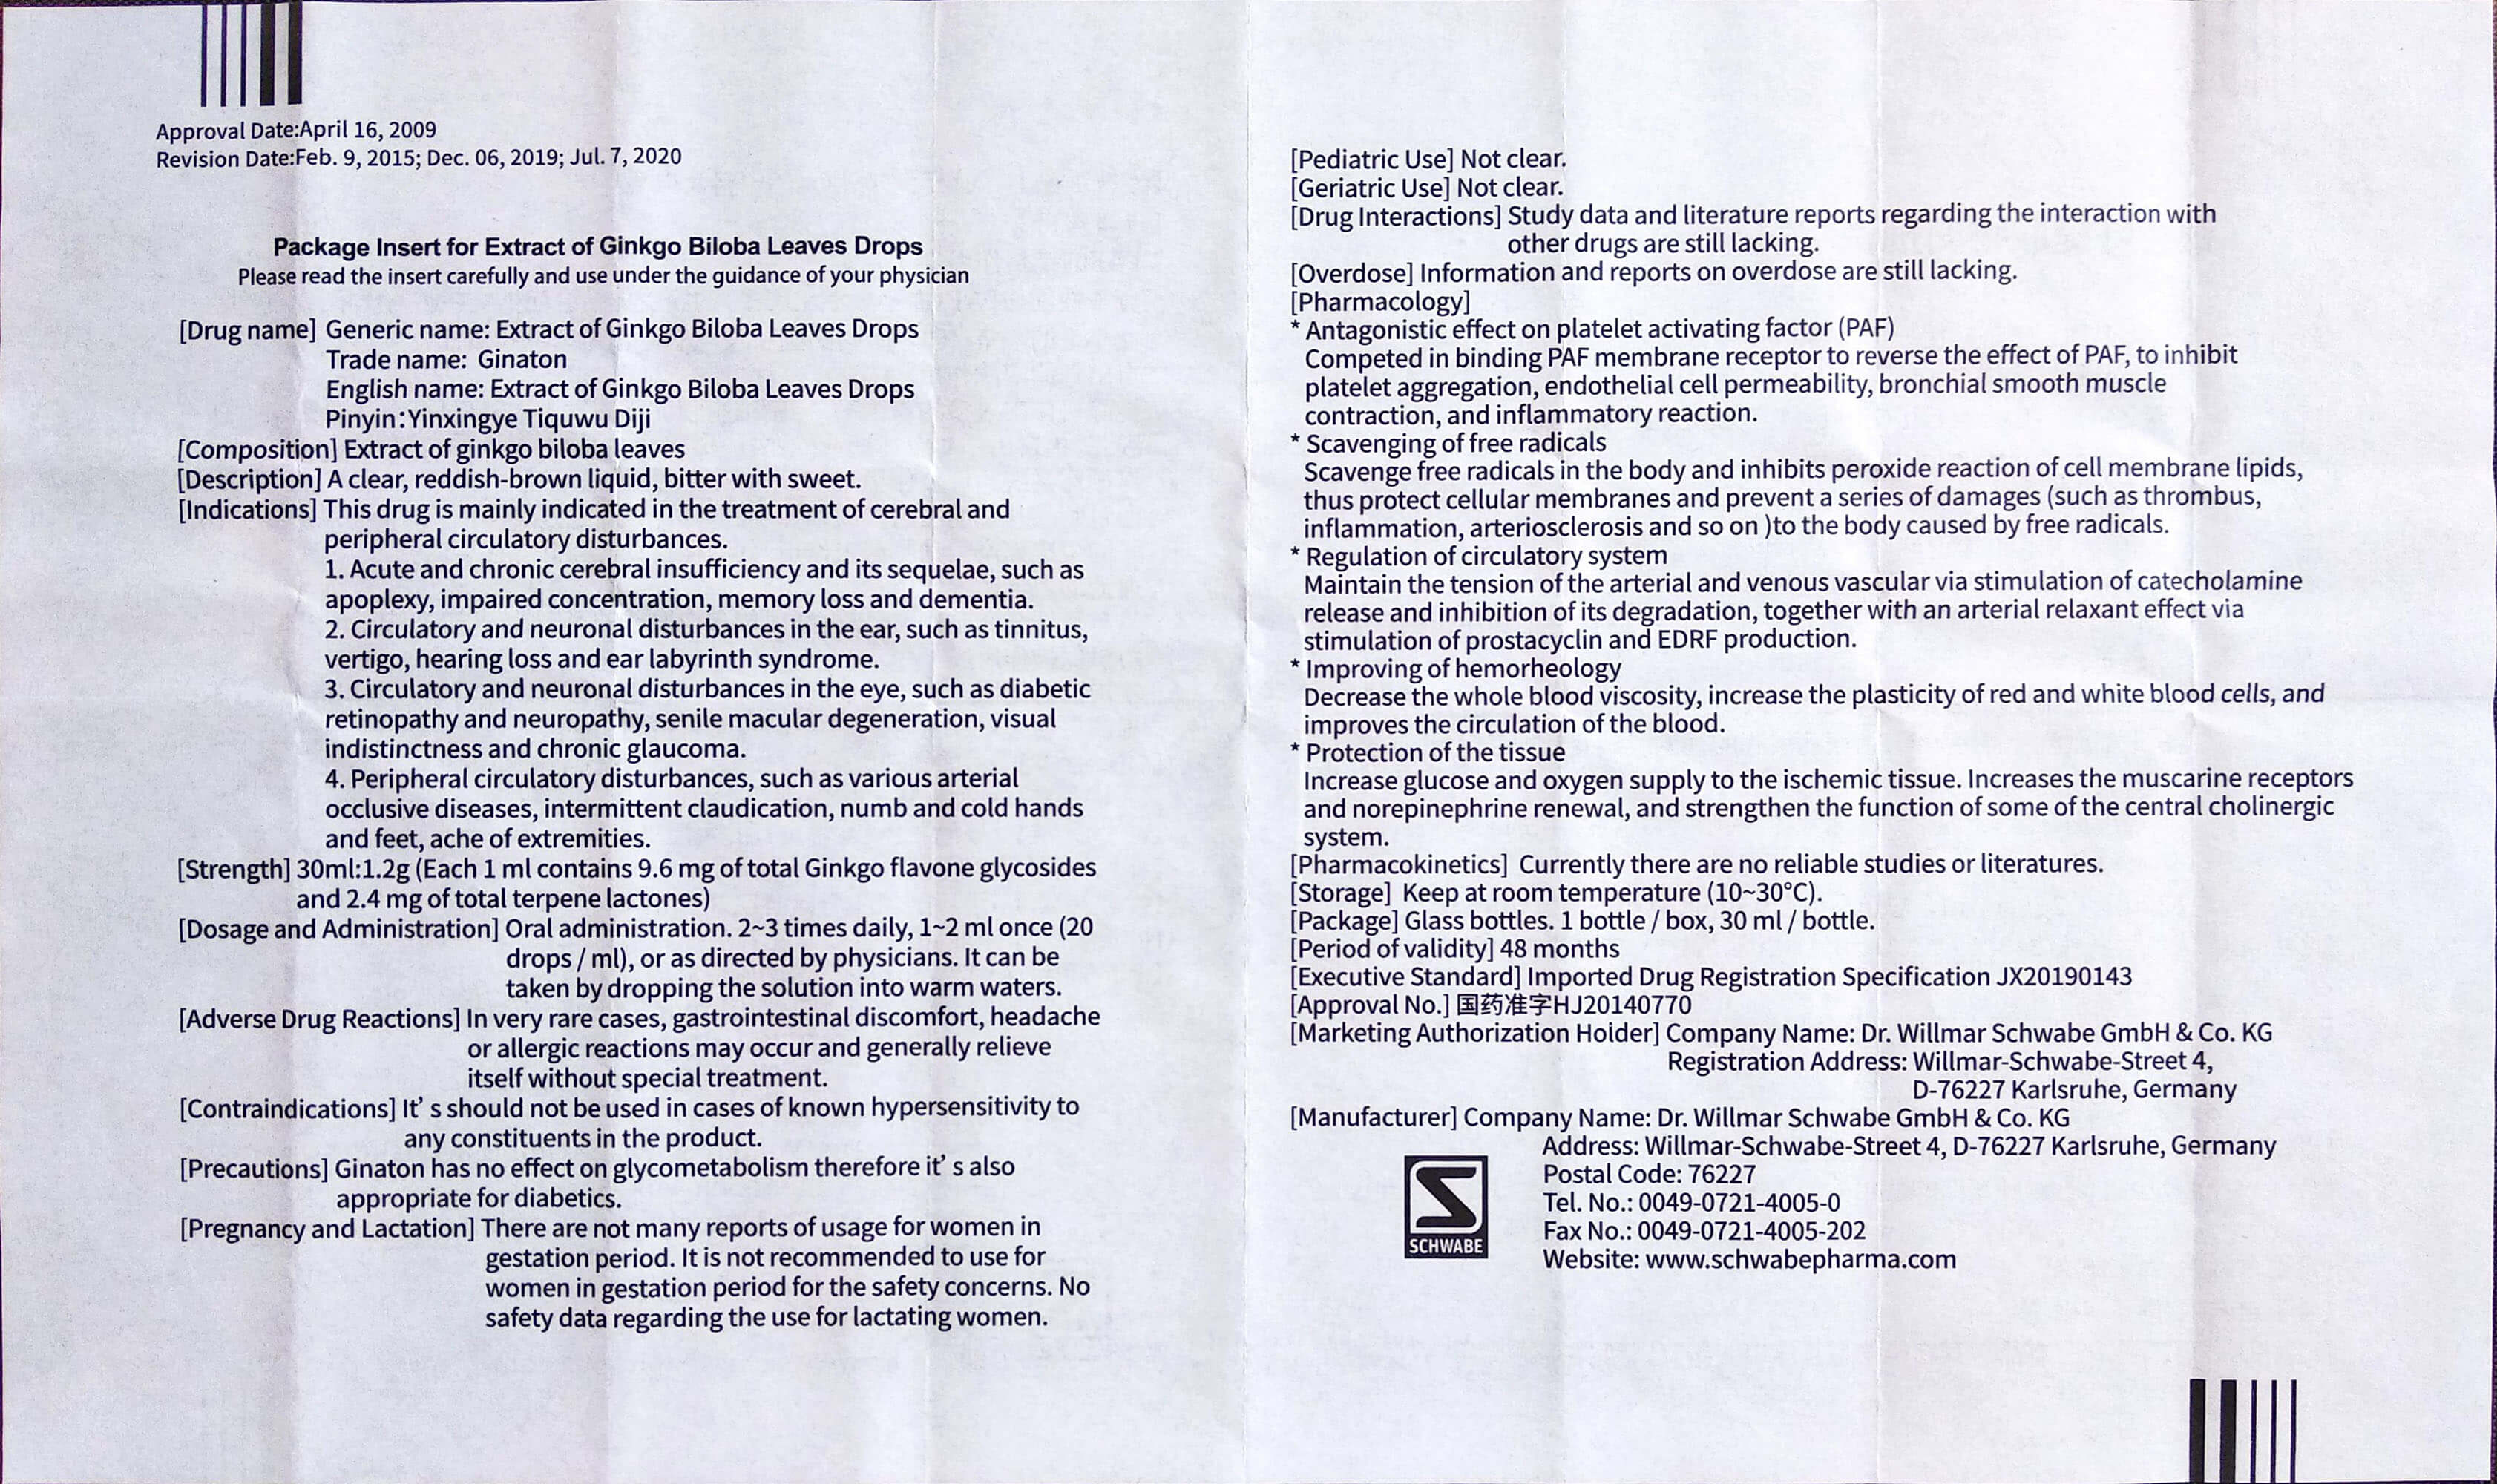 Approval Date:April 16, 2009
Revision Date:Feb. 9, 2015; Dec. 06, 2019; Jul. 7, 2020
Package Insert for Extract of Ginkgo Biloba Leaves Drops
Please read the insert carefully and use under the guidance of your physician
[Drug name] Generic name: Extract of Ginkgo Biloba Leaves Drops
Trade name: Ginaton
English name: Extract of Ginkgo Biloba Leaves Drops
Pinyin:Yinxingye Tiquwu Diji
[Composition] Extract of ginkgo biloba leaves
[Description] A clear, reddish-brown liquid, bitter with sweet.
[Indications] This drug is mainly indicated in the treatment of cerebral and
peripheral circulatory disturbances.
1. Acute and chronic cerebral insufficiency and its sequelae, such as
apoplexy, impaired concentration, memory loss and dementia.
2. Circulatory and neuronal disturbances in the ear, such as tinnitus,
vertigo, hearing loss and ear labyrinth syndrome.
3. Circulatory and neuronal disturbances in the eye, such as diabetic
retinopathy and neuropathy, senile macular degeneration, visual
indistinctness and chronic glaucoma.
4. Peripheral circulatory disturbances, such as various arterial
occlusive diseases, intermittent claudication, numb and cold hands
and feet, ache of extremities.
[Strength] 30ml:1.2g (Each 1 ml contains 9.6 mg of total Ginkgo flavone glycosides
and 2.4 mg of total terpene lactones)
[Dosage and Administration] Oral administration. 2~3 times daily, 1~2 ml once (20
drops / ml), or as directed by physicians. It can be
taken by dropping the solution into warm waters.
[Adverse Drug Reactions] In very rare cases, gastrointestinal discomfort, headache
or allergic reactions may occur and generally relieve
itself without special treatment.
[Contraindications] It’ s should not be used in cases of known hypersensitivity to
any constituents in the product.
[Precautions] Ginaton has no effect on glycometabolism therefore it’ s also
appropriate for diabetics.
[Pregnancy and Lactation] There are not many reports of usage for women in
gestation period. It is not recommended to use for
women in gestation period for the safety concerns. No
safety data regarding the use for lactating women.
[Pediatric Use] Not clear.
[Geriatric Use] Not clear.
[Drug Interactions] Study data and literature reports regarding the interaction with
other drugs are still lacking.
[Overdose] Information and reports on overdose are still lacking.
[Pharmacology]
* Antagonistic effect on platelet activating factor (PAF)
Competed in binding PAF membrane receptor to reverse the effect of PAF, to inhibit
platelet aggregation, endothelial cell permeability, bronchial smooth muscle
contraction, and inflammatory reaction.
* Scavenging of free radicals
Scavenge free radicals in the body and inhibits peroxide reaction of cell membrane lipids,
thus protect cellular membranes and prevent a series of damages (such as thrombus,
inflammation, arteriosclerosis and so on )to the body caused by free radicals.
* Regulation of circulatory system
Maintain the tension of the arterial and venous vascular via stimulation of catecholamine
release and inhibition of its degradation, together with an arterial relaxant effect via
stimulation of prostacyclin and EDRF production.
* Improving of hemorheology
Decrease the whole blood viscosity, increase the plasticity of red and white blood cells, and
improves the circulation of the blood.
* Protection of the tissue
Increase glucose and oxygen supply to the ischemic tissue. Increases the muscarine receptors
and norepinephrine renewal, and strengthen the function of some of the central cholinergic
system.
[Pharmacokinetics] Currently there are no reliable studies or literatures.
[Storage] Keep at room temperature (10~30°C).
[Package] Glass bottles. 1 bottle / box, 30 ml / bottle.
[Period of validity] 48 months
[Executive Standard] Imported Drug Registration Specification JX20190143
[Approval No.] 国药准字HJ20140770
[Marketing Authorization Holder] Company Name: Dr. Willmar Schwabe GmbH & Co. KG
Registration Address: Willmar-Schwabe-Street 4,
D-76227 Karlsruhe, Germany
[Manufacturer] Company Name: Dr. Willmar Schwabe GmbH & Co. KG
Address: Willmar-Schwabe-Street 4, D-76227 Karlsruhe, Germany
Postal Code: 76227
Tel. No.: 0049-0721-4005-0
Fax No.: 0049-0721-4005-202
Website: www.schwabepharma.com
SCHWABE